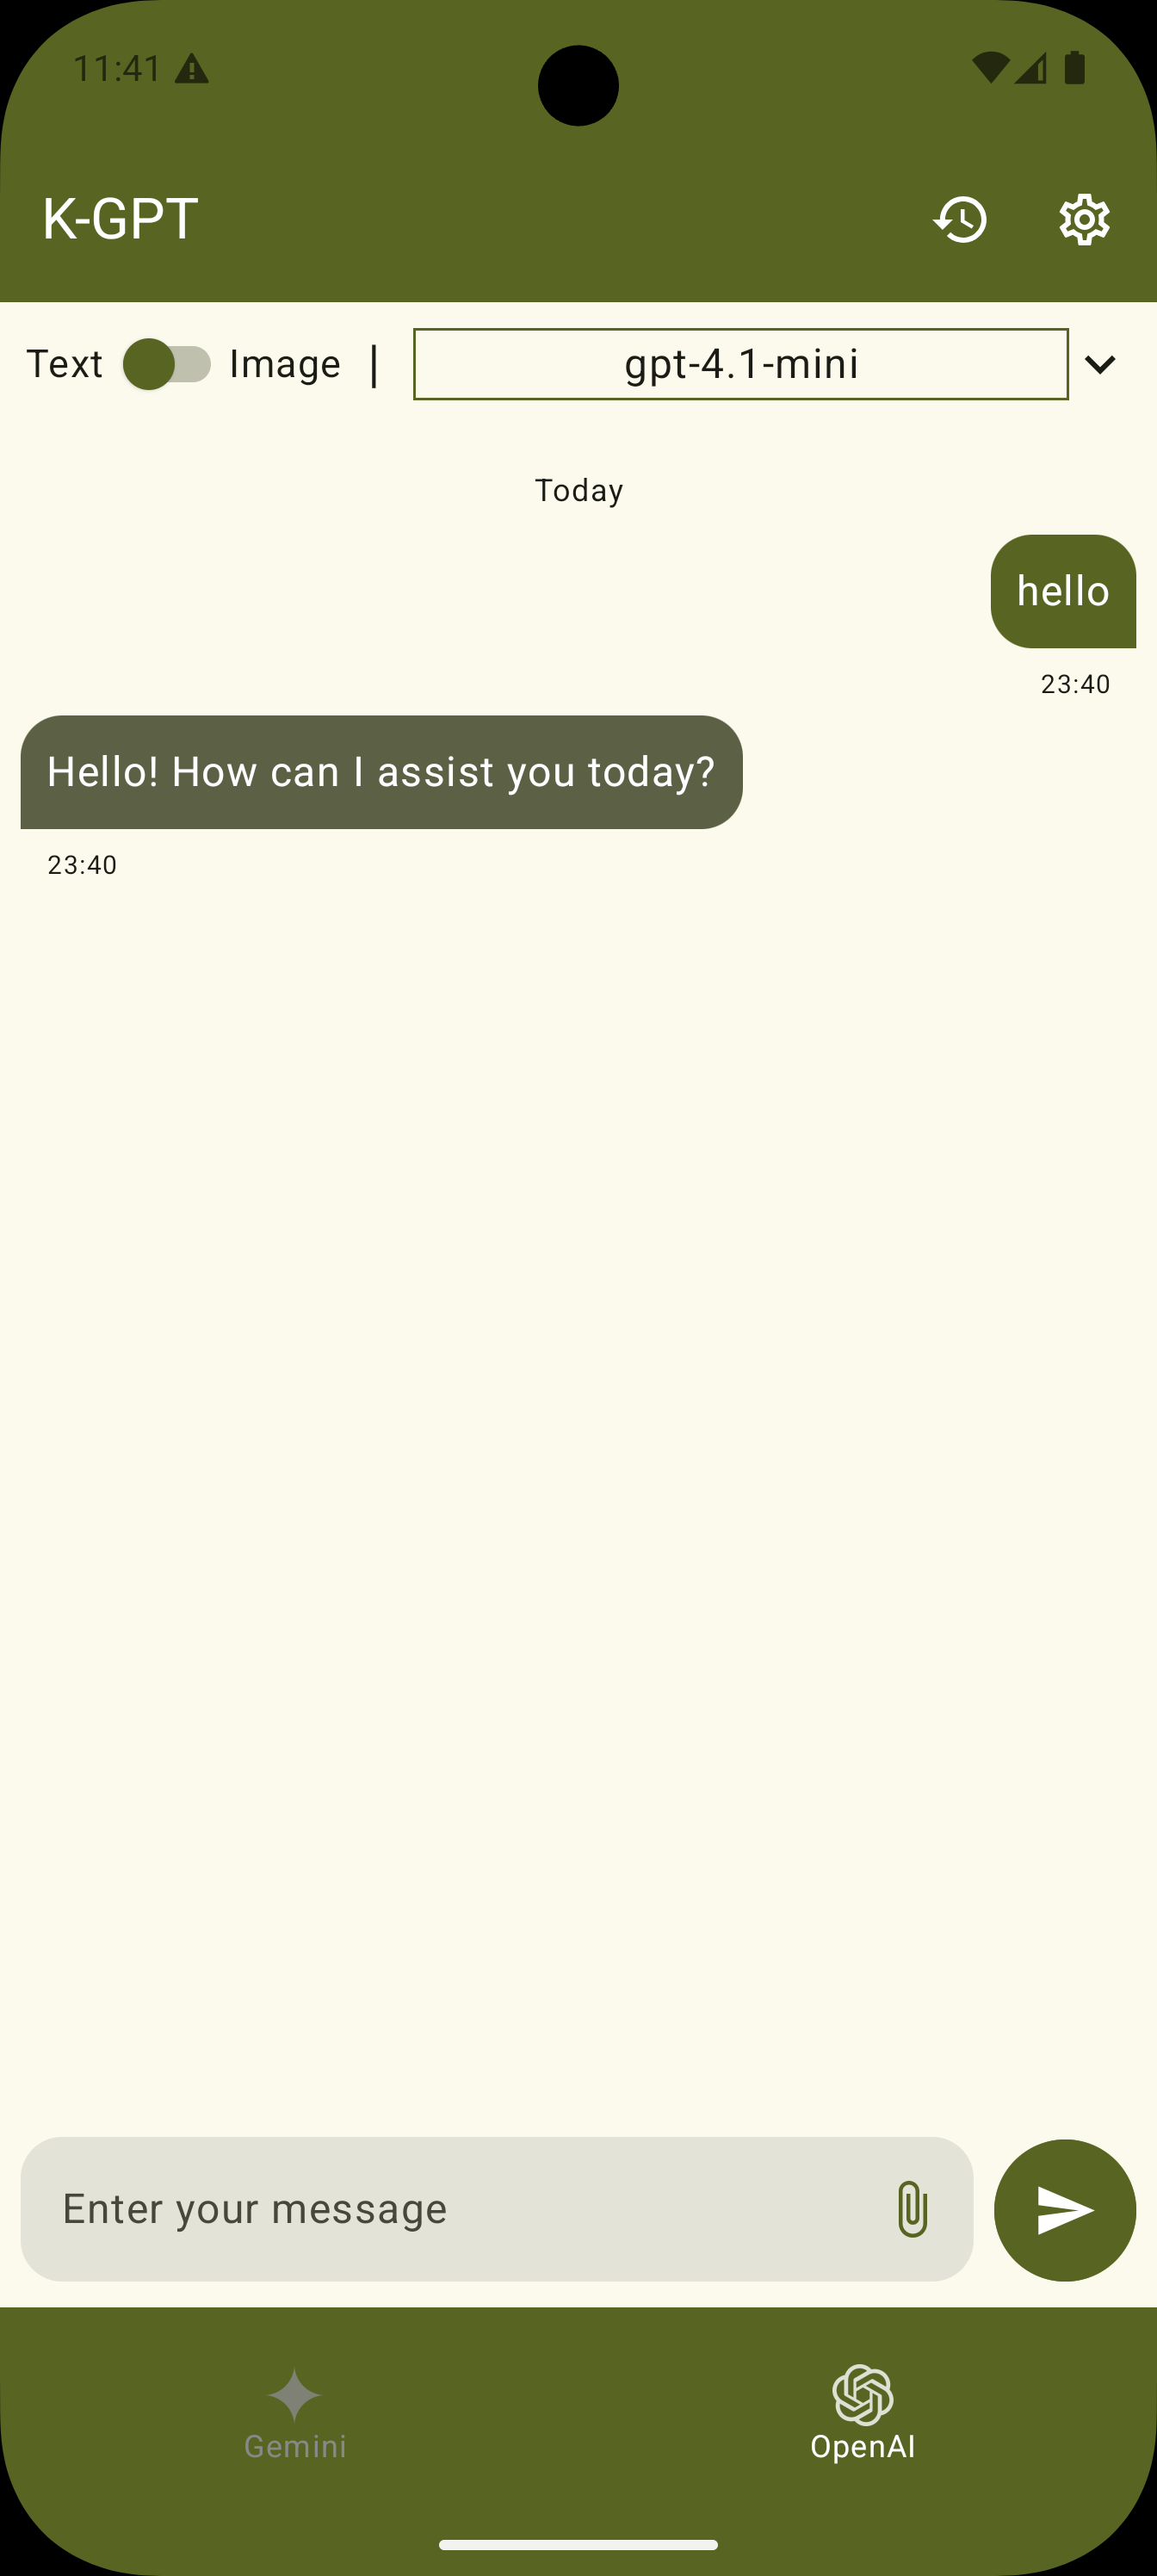 11:41
K-GPT
Text Image | gpt-4.1-mini
Today
hello
23:40
Hello! How can I assist you today?
23:40
Enter your message
Gemini OpenAI